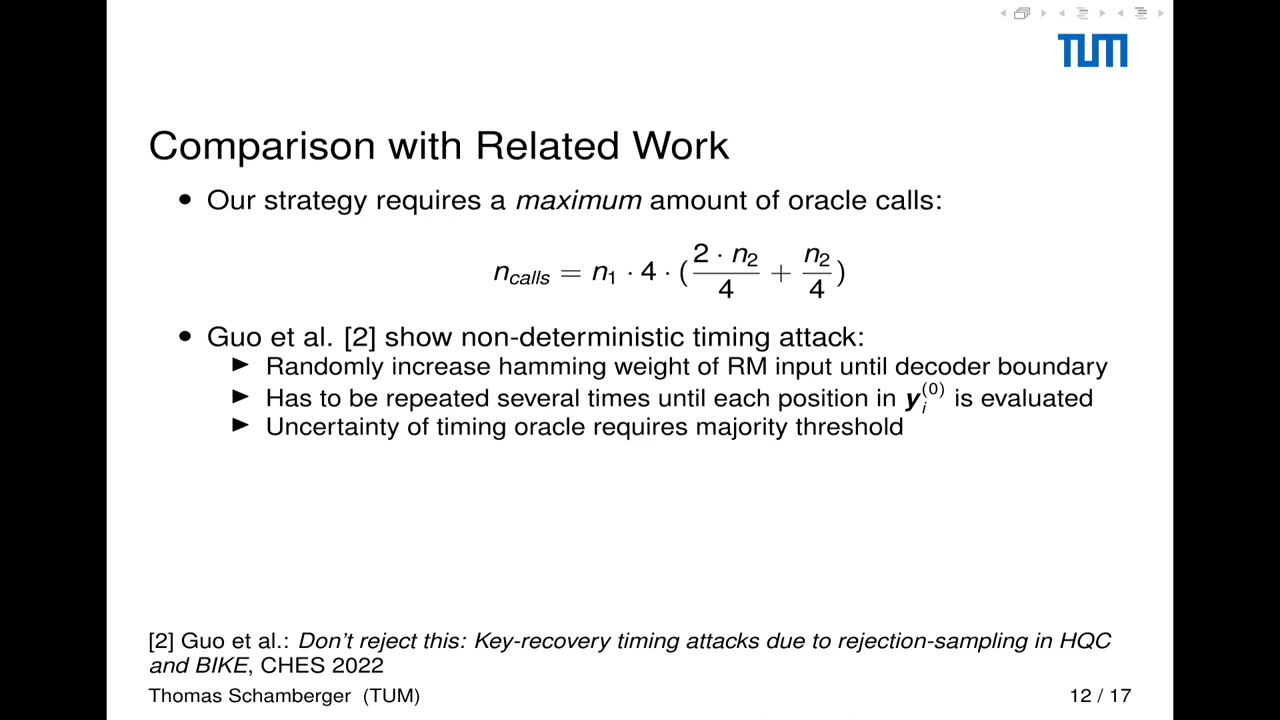 TUM
Comparison with Related Work
• Our strategy requires a maximum amount of oracle calls:
n_calls = n_1 · 4 · (2 · n_2 / 4 + n_2 / 4)
• Guo et al. [2] show non-deterministic timing attack:
▶ Randomly increase hamming weight of RM input until decoder boundary
▶ Has to be repeated several times until each position in y_i^(0) is evaluated
▶ Uncertainty of timing oracle requires majority threshold
[2] Guo et al.: Don't reject this: Key-recovery timing attacks due to rejection-sampling in HQC
and BIKE, CHES 2022
Thomas Schamberger (TUM) 12 / 17